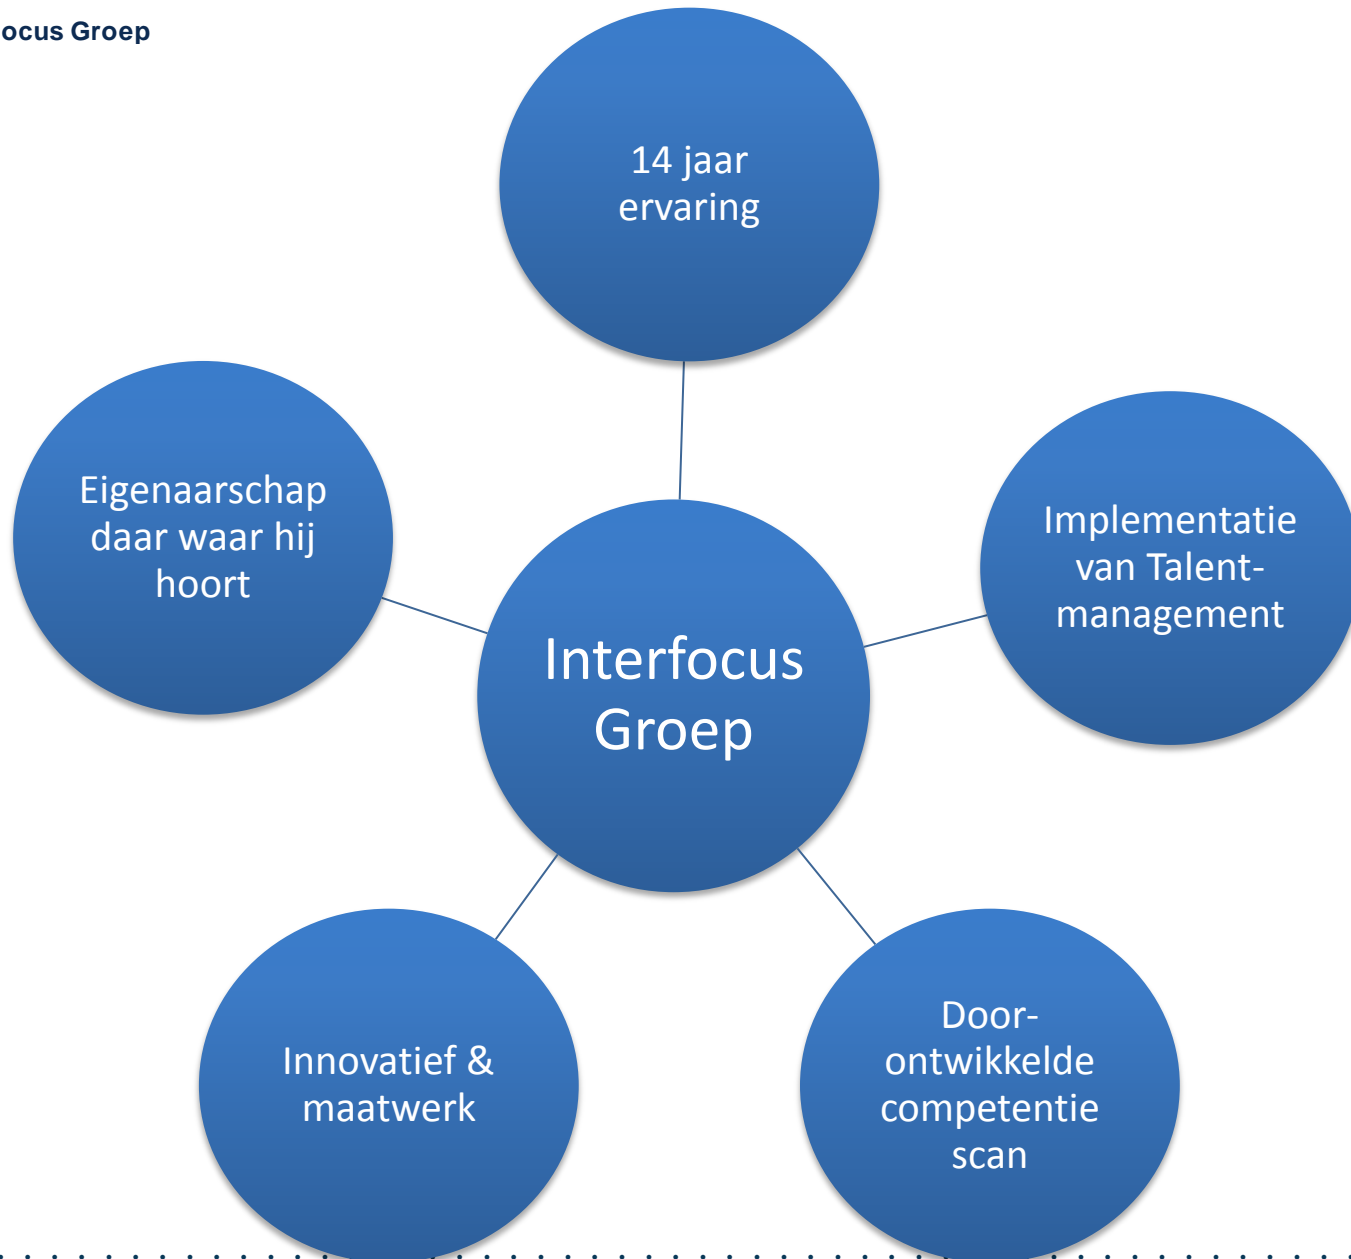 ocus Groep
14 jaar
ervaring
Eigenaarschap
daar waar hij
hoort
Implementatie
van Talent-
management
Interfocus
Groep
Innovatief &
maatwerk
Door-
ontwikkelde
competentie
scan